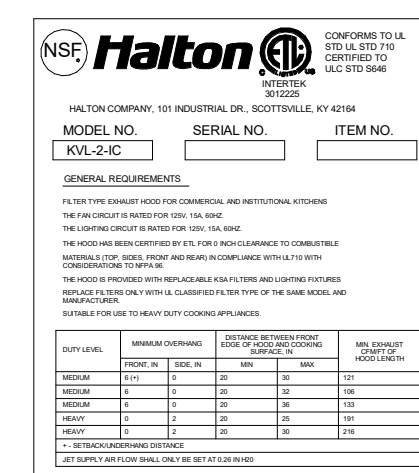 NSF
Halton
ETL
C LISTED US
INTERTEK
3012225
CONFORMS TO UL
STD UL STD 710
CERTIFIED TO
ULC STD S646
HALTON COMPANY, 101 INDUSTRIAL DR., SCOTTSVILLE, KY 42164
MODEL NO. SERIAL NO. ITEM NO.
KVL-2-IC
GENERAL REQUIREMENTS
FILTER TYPE EXHAUST HOOD FOR COMMERCIAL AND INSTITUTIONAL KITCHENS
THE FAN CIRCUIT IS RATED FOR 125V, 15A, 60HZ.
THE LIGHTING CIRCUIT IS RATED FOR 125V, 15A, 60HZ.
THE HOOD HAS BEEN CERTIFIED BY ETL FOR 0 INCH CLEARANCE TO COMBUSTIBLE
MATERIALS (TOP, SIDES, FRONT AND REAR) IN COMPLIANCE WITH UL710 WITH
CONSIDERATIONS TO NFPA 96.
THE HOOD IS PROVIDED WITH REPLACEABLE KSA FILTERS AND LIGHTING FIXTURES
REPLACE FILTERS ONLY WITH UL CLASSIFIED FILTER TYPE OF THE SAME MODEL AND
MANUFACTURER.
SUITABLE FOR USE TO HEAVY DUTY COOKING APPLIANCES.
DUTY LEVEL
MINIMUM OVERHANG
DISTANCE BETWEEN FRONT
EDGE OF HOOD AND COOKING
SURFACE, IN
MIN. EXHAUST
CFM/FT OF
HOOD LENGTH
FRONT, IN SIDE, IN MIN MAX
MEDIUM 6 (+) 0 20 30 121
MEDIUM 6 0 20 32 106
MEDIUM 6 0 20 36 133
HEAVY 0 2 20 25 191
HEAVY 0 2 20 30 216
+ - SETBACK/UNDERHANG DISTANCE
JET SUPPLY AIR FLOW SHALL ONLY BE SET AT 0.26 IN H20